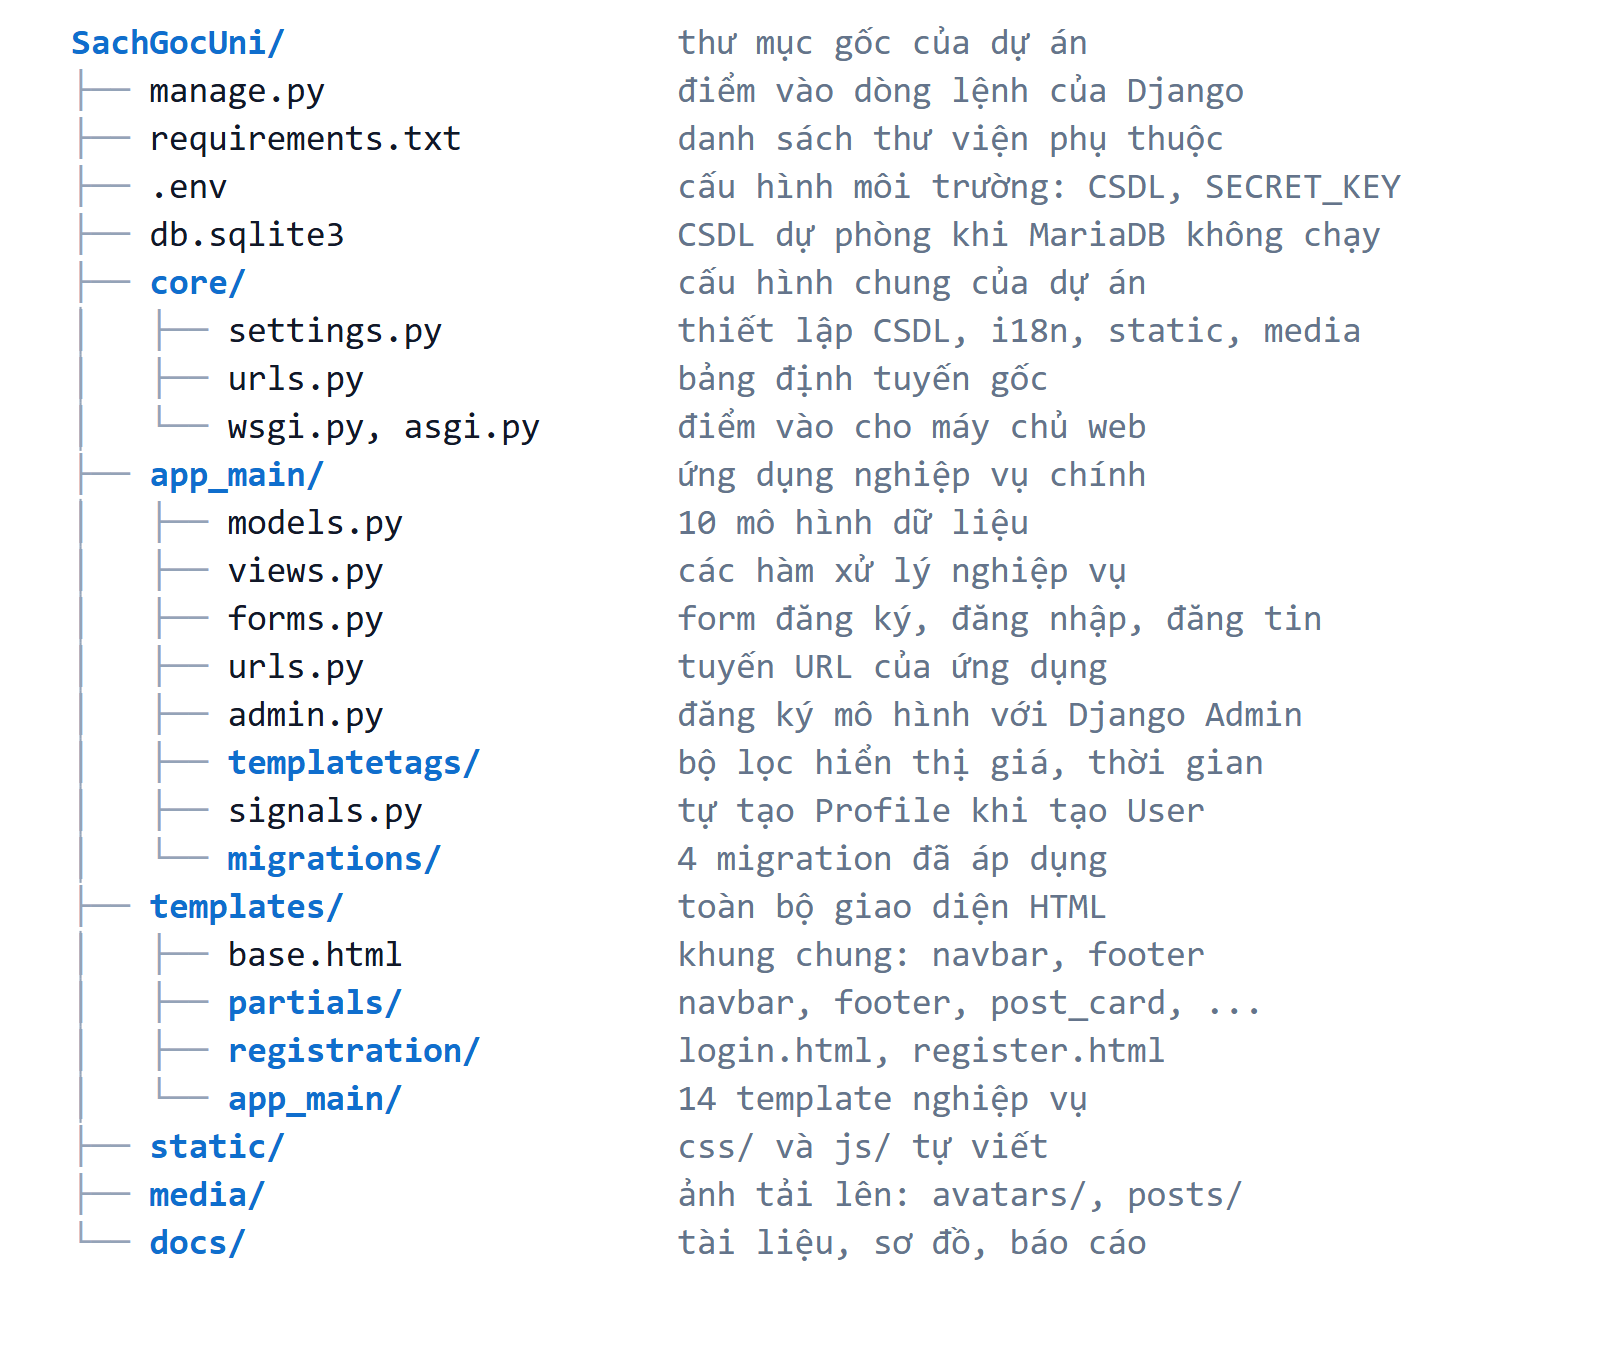 SachGocUni/ thư mục gốc của dự án
├── manage.py điểm vào dòng lệnh của Django
├── requirements.txt danh sách thư viện phụ thuộc
├── .env cấu hình môi trường: CSDL, SECRET_KEY
├── db.sqlite3 CSDL dự phòng khi MariaDB không chạy
├── core/ cấu hình chung của dự án
│   ├── settings.py thiết lập CSDL, i18n, static, media
│   ├── urls.py bảng định tuyến gốc
│   └── wsgi.py, asgi.py điểm vào cho máy chủ web
├── app_main/ ứng dụng nghiệp vụ chính
│   ├── models.py 10 mô hình dữ liệu
│   ├── views.py các hàm xử lý nghiệp vụ
│   ├── forms.py form đăng ký, đăng nhập, đăng tin
│   ├── urls.py tuyến URL của ứng dụng
│   ├── admin.py đăng ký mô hình với Django Admin
│   ├── templatetags/ bộ lọc hiển thị giá, thời gian
│   ├── signals.py tự tạo Profile khi tạo User
│   └── migrations/ 4 migration đã áp dụng
├── templates/ toàn bộ giao diện HTML
│   ├── base.html khung chung: navbar, footer
│   ├── partials/ navbar, footer, post_card, ...
│   ├── registration/ login.html, register.html
│   └── app_main/ 14 template nghiệp vụ
├── static/ css/ và js/ tự viết
├── media/ ảnh tải lên: avatars/, posts/
└── docs/ tài liệu, sơ đồ, báo cáo